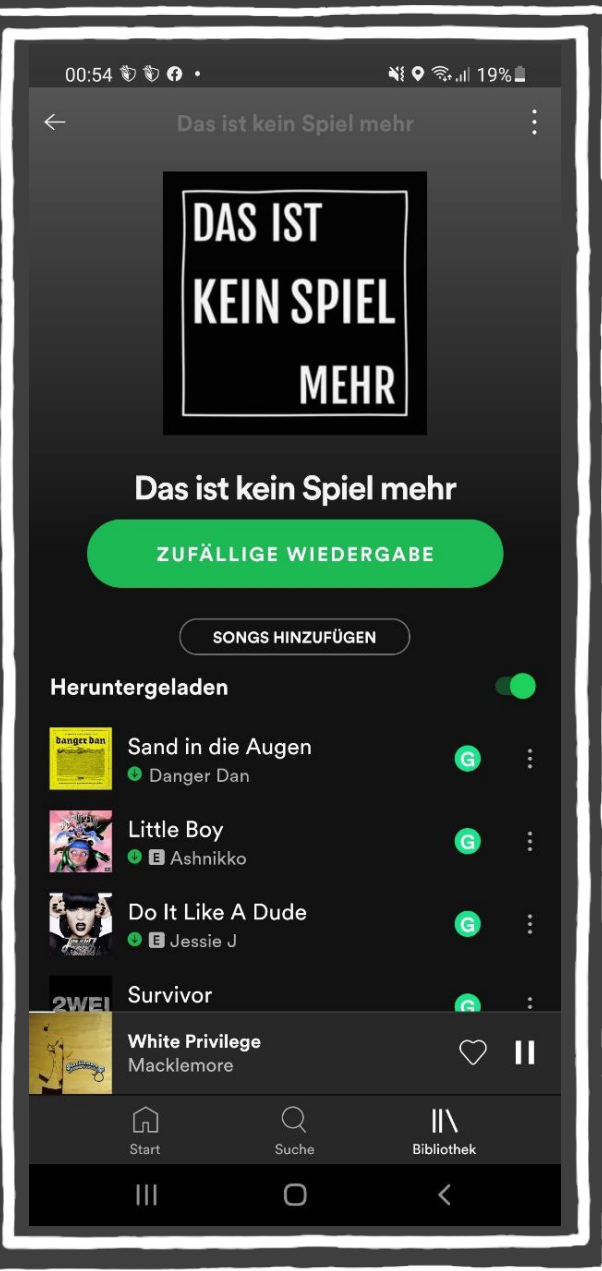 00:54
19%
Das ist kein Spiel mehr
DAS IST
KEIN SPIEL
MEHR
Das ist kein Spiel mehr
ZUFÄLLIGE WIEDERGABE
SONGS HINZUFÜGEN
Heruntergeladen
danger dan
Sand in die Augen
G
Danger Dan
Little Boy
G
E Ashnikko
Do It Like A Dude
G
E Jessie J
2WEI
Survivor
G
White Privilege
Macklemore
Start
Suche
Bibliothek